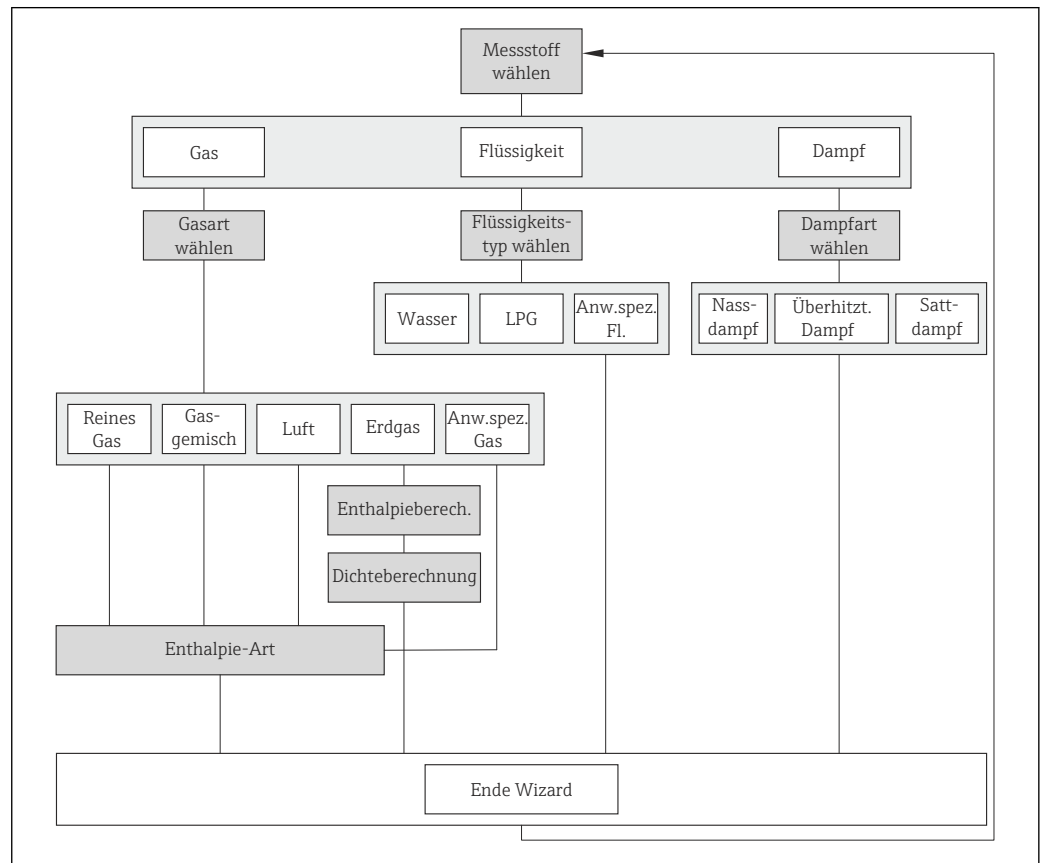 Messstoff
wählen
Gas
Flüssigkeit
Dampf
Gasart
wählen
Flüssigkeits-
typ wählen
Dampfart
wählen
Wasser
LPG
Anw.spez.
Fl.
Nass-
dampf
Überhitzt.
Dampf
Satt-
dampf
Reines
Gas
Gas-
gemisch
Luft
Erdgas
Anw.spez.
Gas
Enthalpieberech.
Dichteberechnung
Enthalpie-Art
Ende Wizard